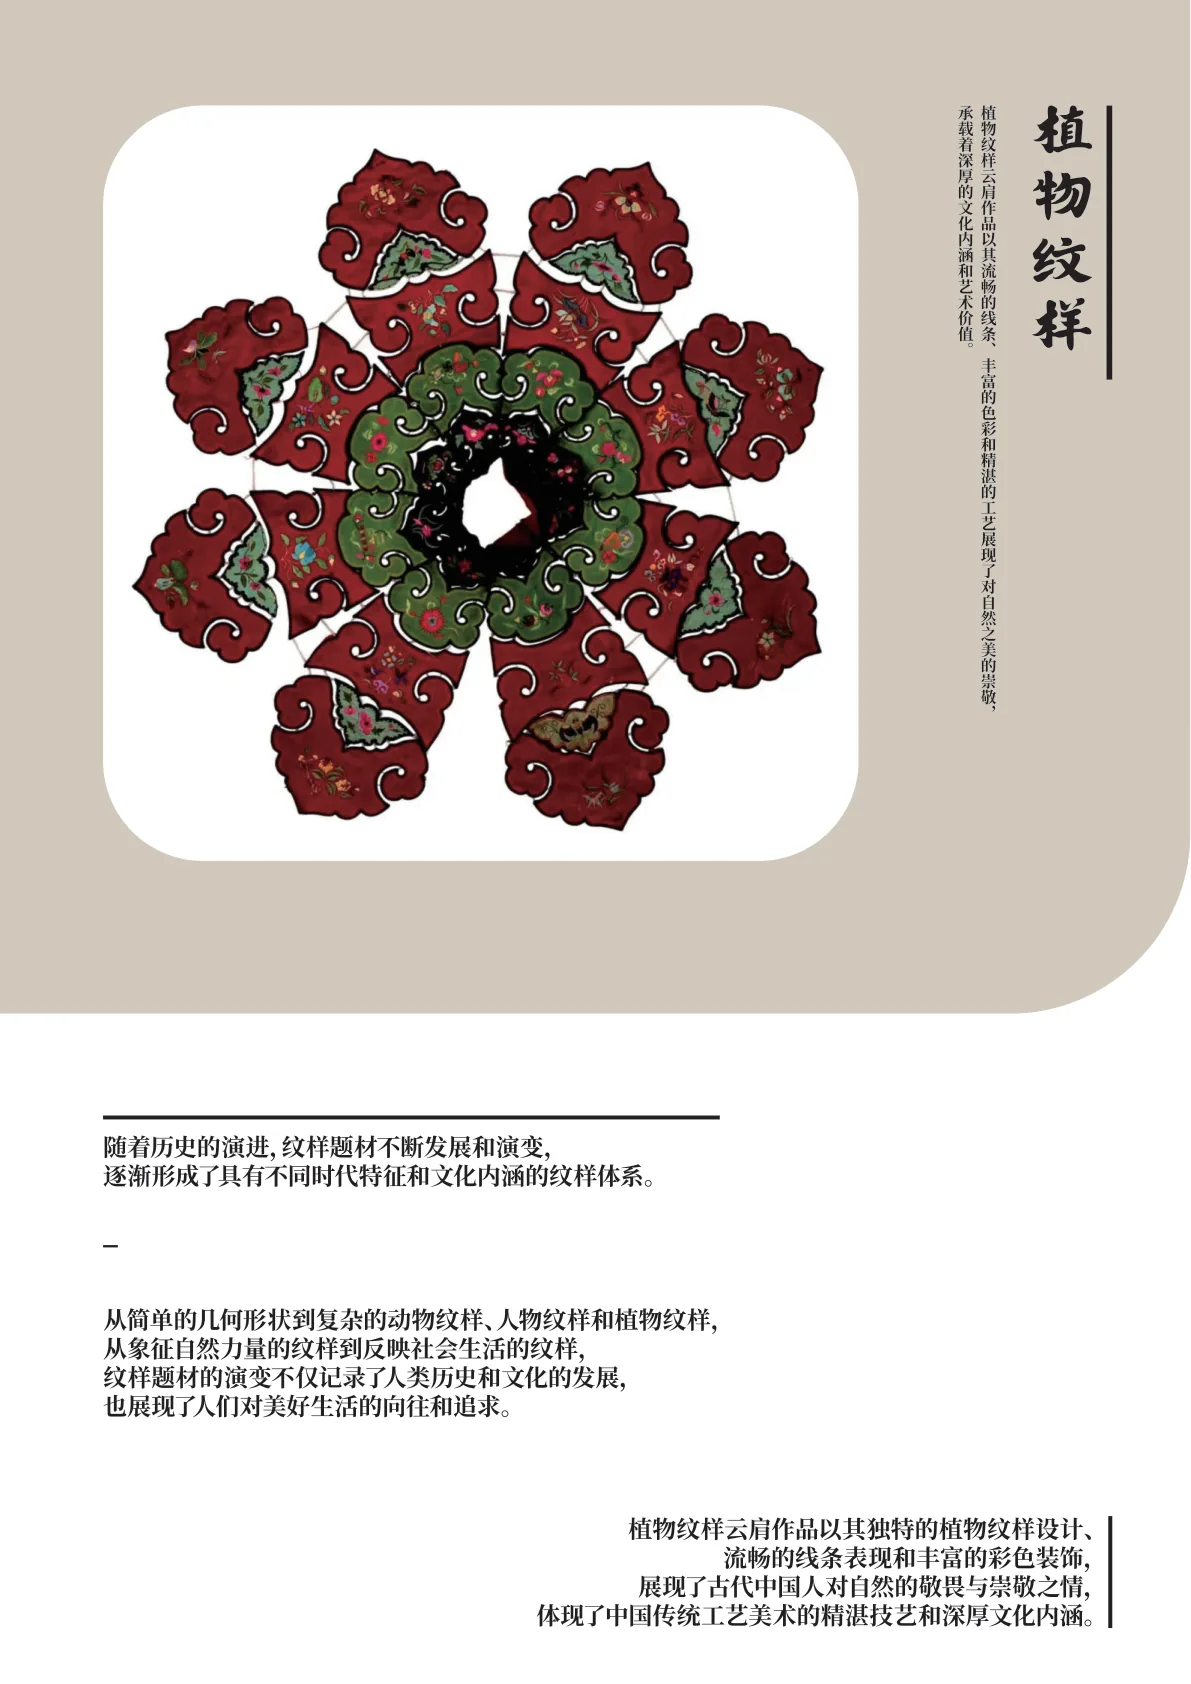 植物纹样
植物纹样云肩作品以其流畅的线条、丰富的色彩和精湛的工艺展现了对自然之美的崇敬，
承载着深厚的文化内涵和艺术价值。
随着历史的演进，纹样题材不断发展和演变，
逐渐形成了具有不同时代特征和文化内涵的纹样体系。
–
从简单的几何形状到复杂的动物纹样、人物纹样和植物纹样，
从象征自然力量的纹样到反映社会生活的纹样，
纹样题材的演变不仅记录了人类历史和文化的发展，
也展现了人们对美好生活的向往和追求。
植物纹样云肩作品以其独特的植物纹样设计、
流畅的线条表现和丰富的彩色装饰，
展现了古代中国人对自然的敬畏与崇敬之情，
体现了中国传统工艺美术的精湛技艺和深厚文化内涵。